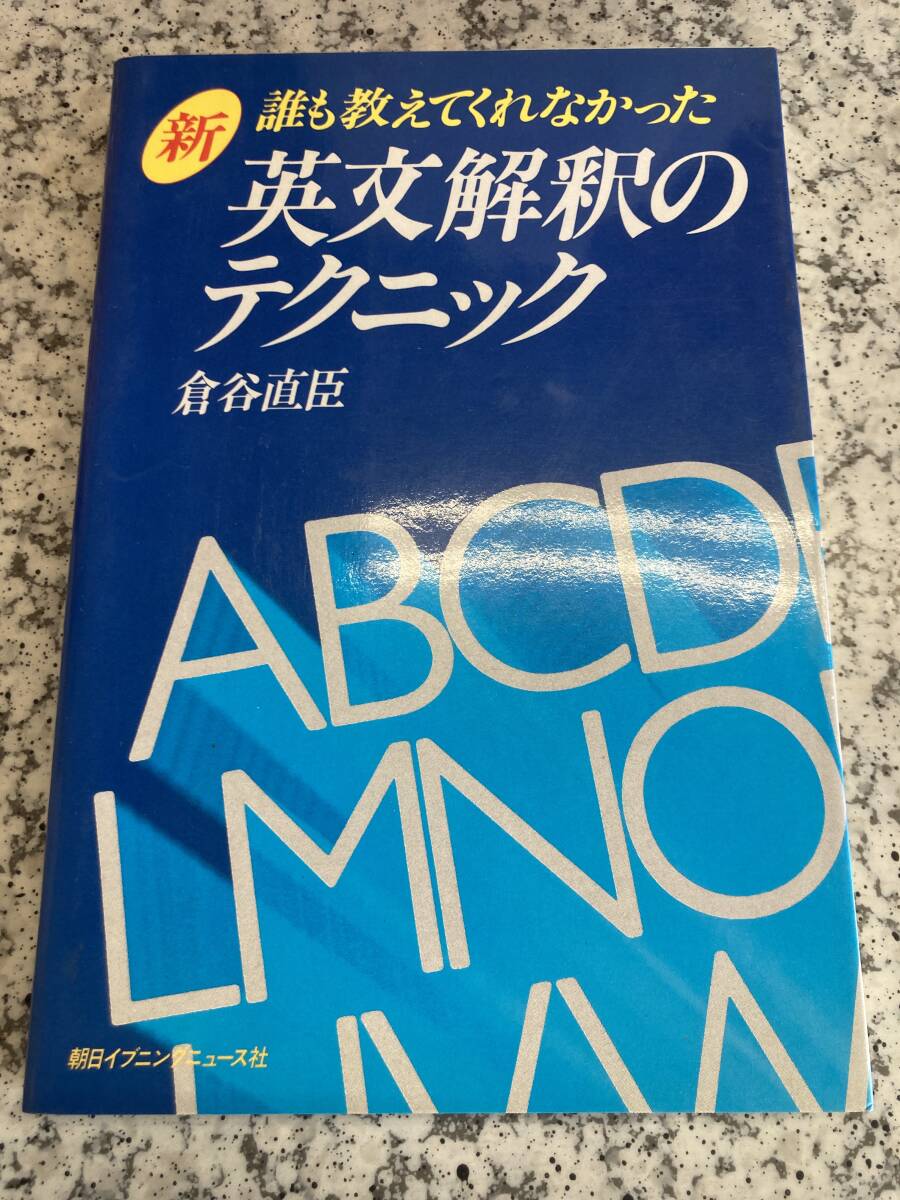 新
誰も教えてくれなかった
英文解釈の
テクニック
倉谷直臣
ABCD
LMNO
朝日イブニングニュース社